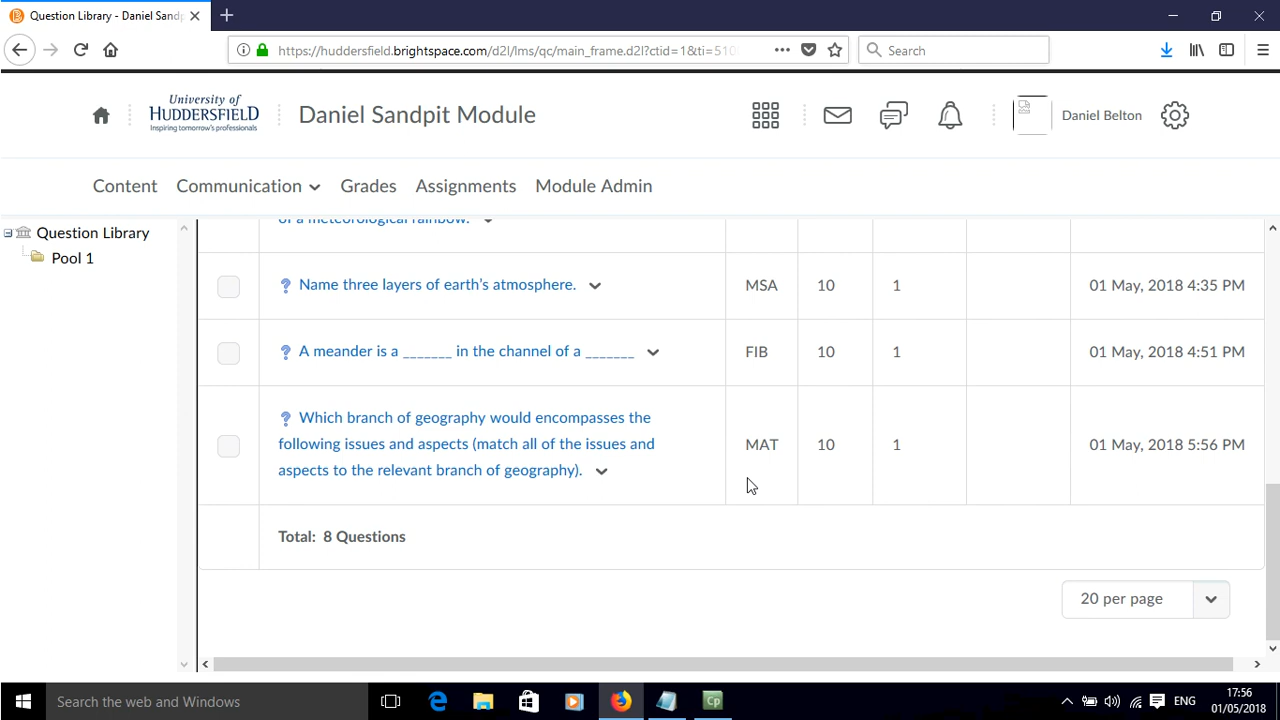 Question Library - Daniel Sandp
https://huddersfield.brightspace.com/d2l/lms/qc/main_frame.d2l?ctid=1&ti=510
Search
University of
HUDDERSFIELD
Inspiring tomorrow's professionals
Daniel Sandpit Module
Daniel Belton
Content
Communication
Grades
Assignments
Module Admin
Question Library
Pool 1
of a meteorological rainbow.
? Name three layers of earth's atmosphere.
MSA
10
1
01 May, 2018 4:35 PM
? A meander is a _______ in the channel of a _______
FIB
10
1
01 May, 2018 4:51 PM
? Which branch of geography would encompasses the
following issues and aspects (match all of the issues and
aspects to the relevant branch of geography).
MAT
10
1
01 May, 2018 5:56 PM
Total: 8 Questions
20 per page
Search the web and Windows
Cp
ENG
17:56
01/05/2018